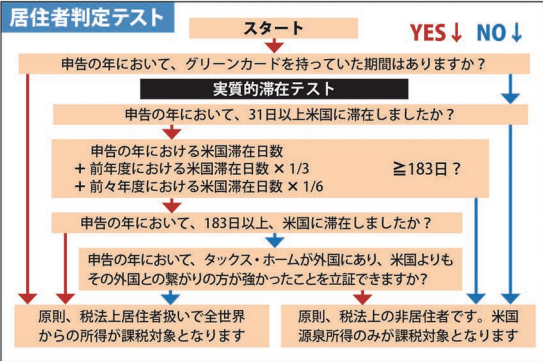 居住者判定テスト
スタート
YES↓ NO↓
申告の年において、グリーンカードを持っていた期間はありますか？
実質的滞在テスト
申告の年において、31日以上米国に滞在しましたか？
申告の年における米国滞在日数
＋前年度における米国滞在日数 × 1/3
＋前々年度における米国滞在日数 × 1/6
≧183日？
申告の年において、183日以上、米国に滞在しましたか？
申告の年において、タックス・ホームが外国にあり、米国よりも
その外国との繋がりの方が強かったことを立証できますか？
原則、税法上居住者扱いで全世界
からの所得が課税対象となります
原則、税法上の非居住者です。米国
源泉所得のみが課税対象となります